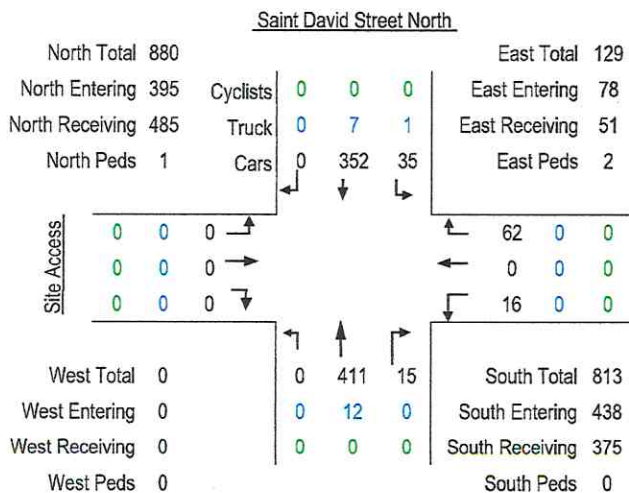 Saint David Street North
North Total 880
North Entering 395
North Receiving 485
North Peds 1
Cyclists 0 0 0
Truck 0 7 1
Cars 0 352 35
East Total 129
East Entering 78
East Receiving 51
East Peds 2
Site Access
0 0 0
0 0 0
0 0 0
62 0 0
0 0 0
16 0 0
West Total 0
West Entering 0
West Receiving 0
West Peds 0
0 411 15
0 12 0
0 0 0
South Total 813
South Entering 438
South Receiving 375
South Peds 0